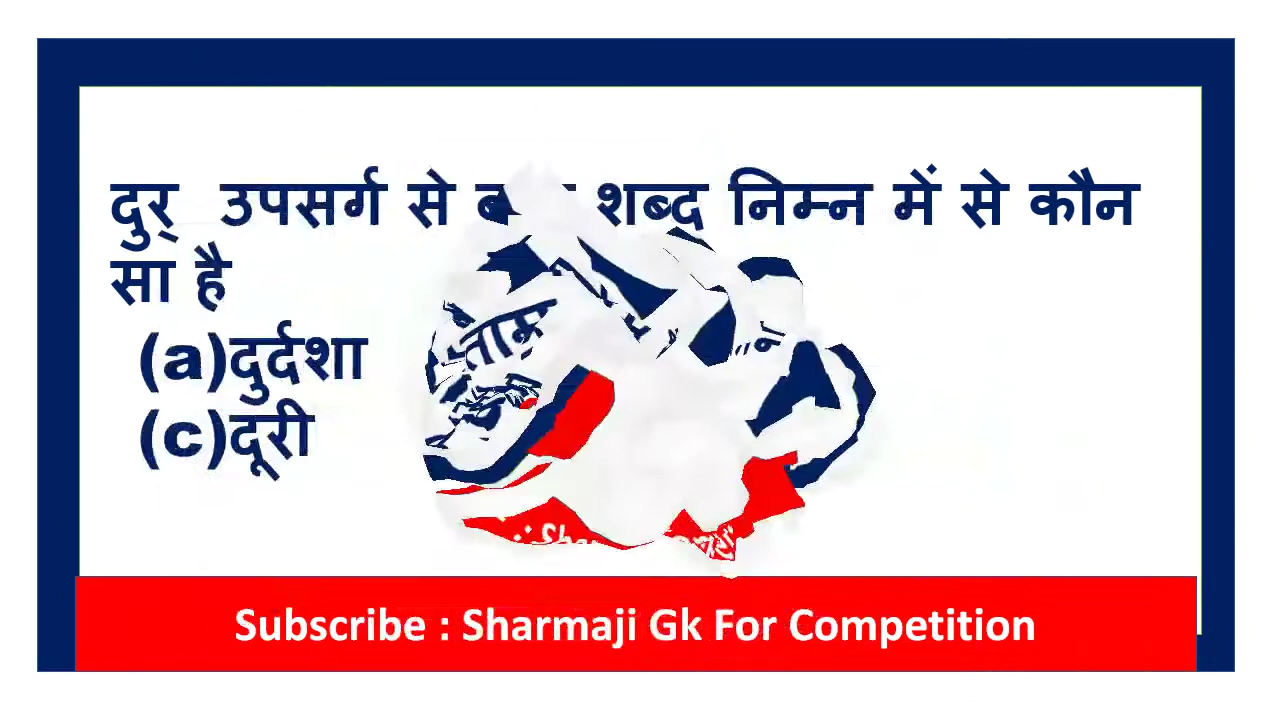 दुर् उपसर्ग से शब्द निम्न में से कौन
सा है
(a)दुर्दशा
(c)दूरी
Subscribe : Sharmaji Gk For Competition